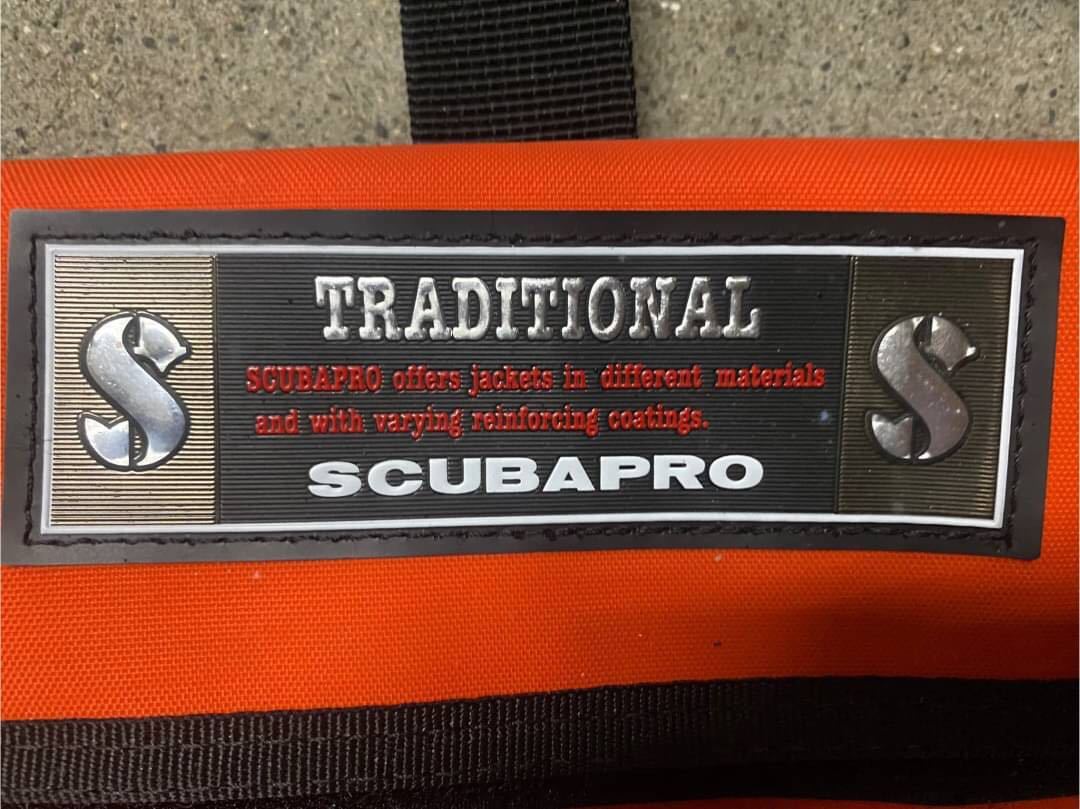 TRADITIONAL
SCUBAPRO offers jackets in different materials
and with varying reinforcing coatings.
SCUBAPRO
S
S